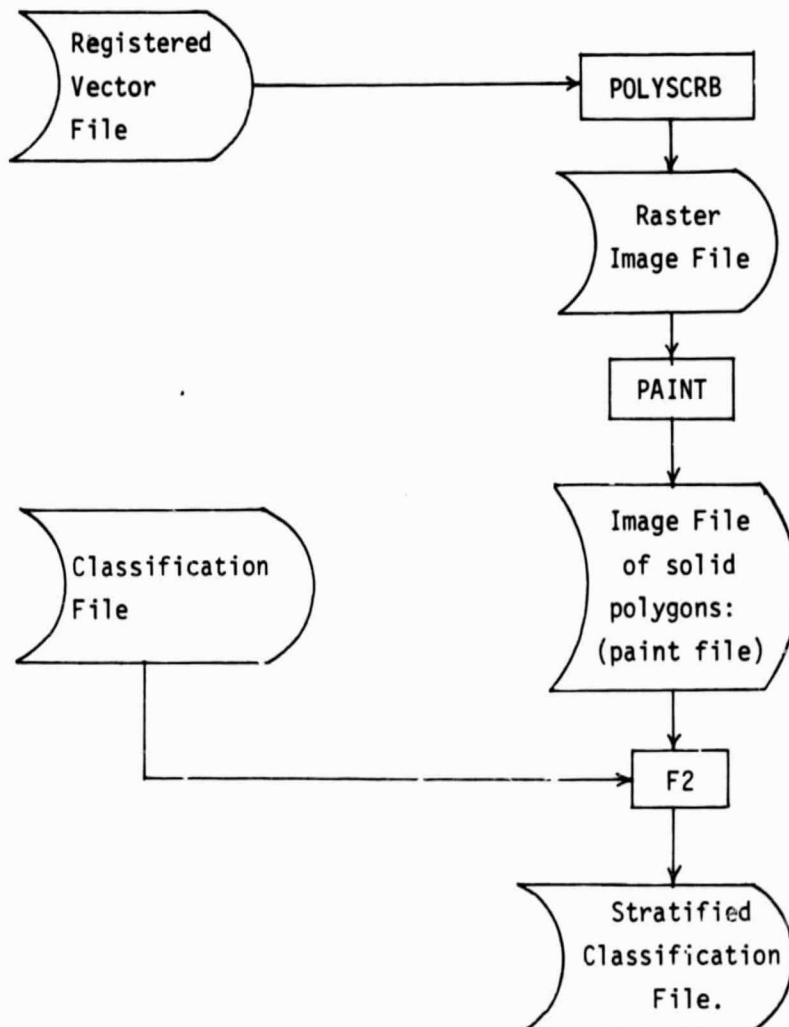 Registered
Vector
File
POLYSCRB
Raster
Image File
PAINT
Classification
File
Image File
of solid
polygons:
(paint file)
F2
Stratified
Classification
File.